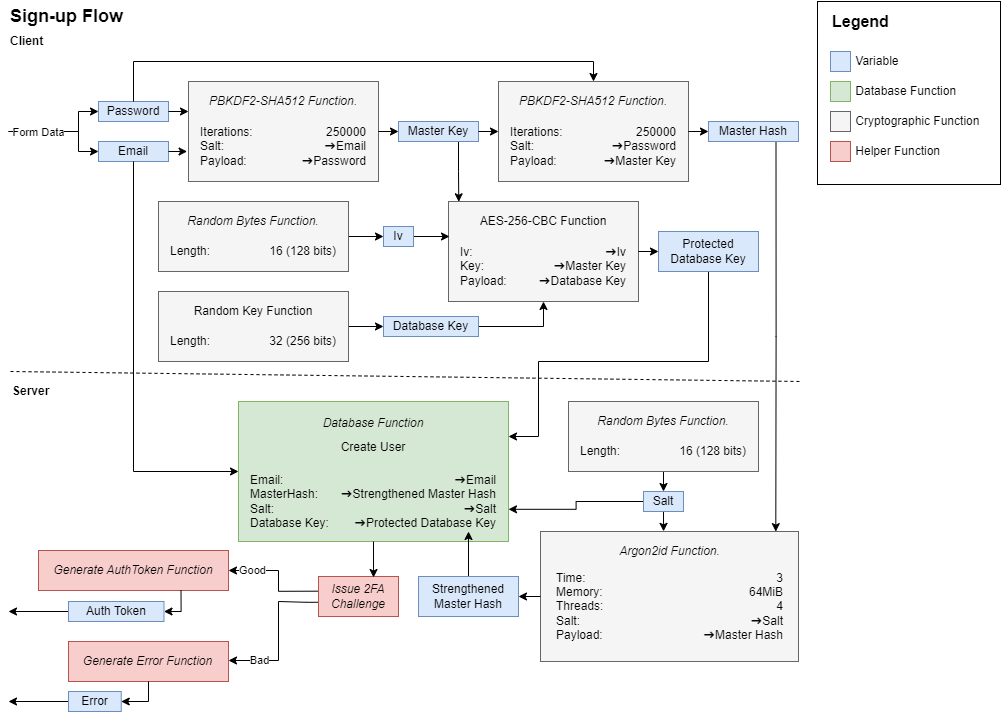 Sign-up Flow
Client
Legend
Variable
Database Function
Cryptographic Function
Helper Function
Form Data
Password
Email
PBKDF2-SHA512 Function.
Iterations: 250000
Salt: →Email
Payload: →Password
Master Key
PBKDF2-SHA512 Function.
Iterations: 250000
Salt: →Password
Payload: →Master Key
Master Hash
Random Bytes Function.
Length: 16 (128 bits)
Iv
AES-256-CBC Function
Iv: →Iv
Key: →Master Key
Payload: →Database Key
Protected
Database Key
Random Key Function
Length: 32 (256 bits)
Database Key
Server
Database Function
Create User
Email: →Email
MasterHash: →Strengthened Master Hash
Salt: →Salt
Database Key: →Protected Database Key
Random Bytes Function.
Length: 16 (128 bits)
Salt
Argon2id Function.
Time: 3
Memory: 64MiB
Threads: 4
Salt: →Salt
Payload: →Master Hash
Strengthened
Master Hash
Issue 2FA
Challenge
Good
Generate AuthToken Function
Auth Token
Bad
Generate Error Function
Error